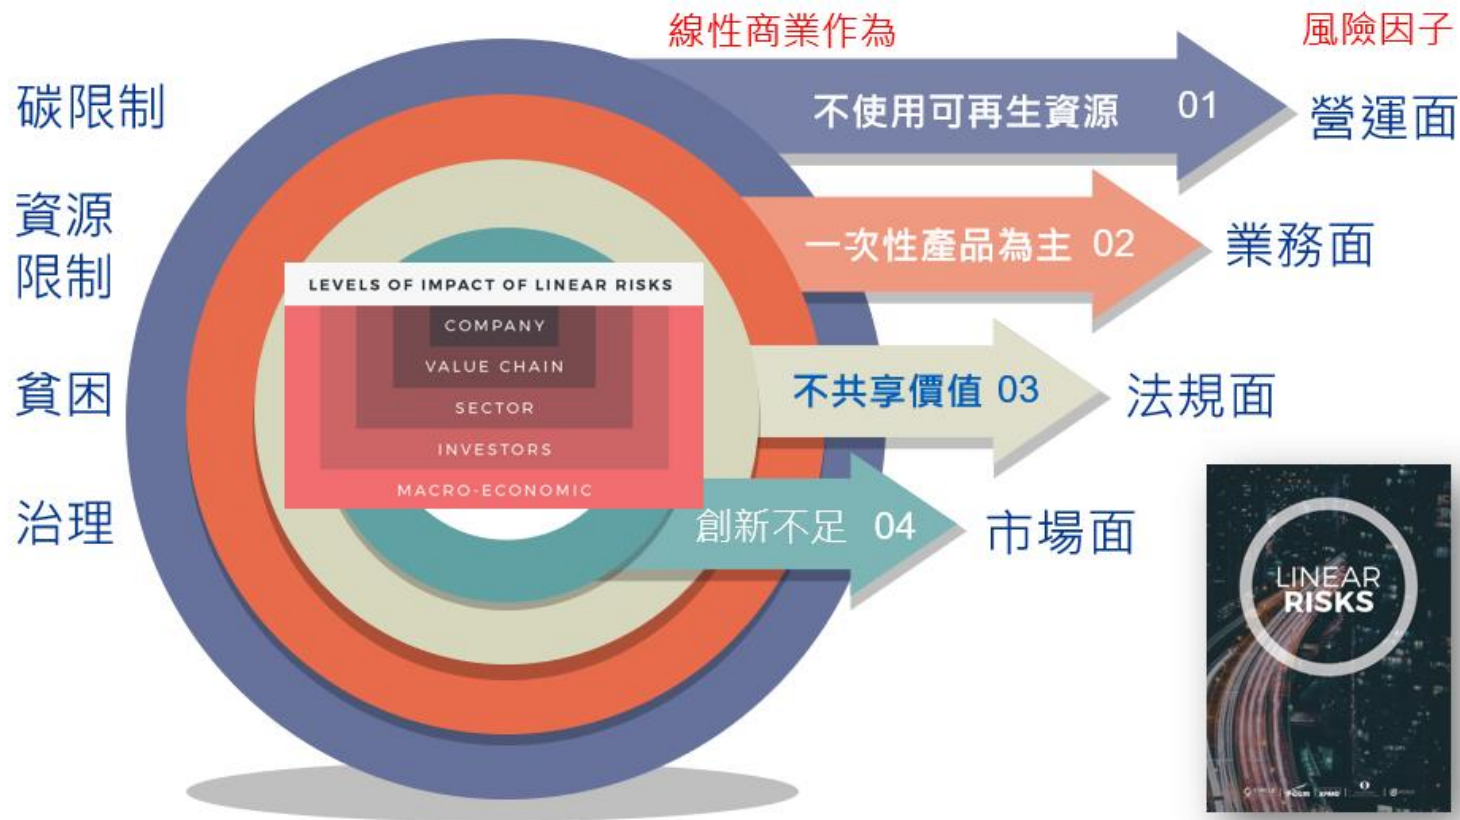 線性商業作為
風險因子
碳限制
不使用可再生資源 01
營運面
資源
限制
一次性產品為主 02
業務面
LEVELS OF IMPACT OF LINEAR RISKS
COMPANY
VALUE CHAIN
SECTOR
INVESTORS
MACRO-ECONOMIC
貧困
不共享價值 03
法規面
治理
創新不足 04
市場面
LINEAR
RISKS
KPMG